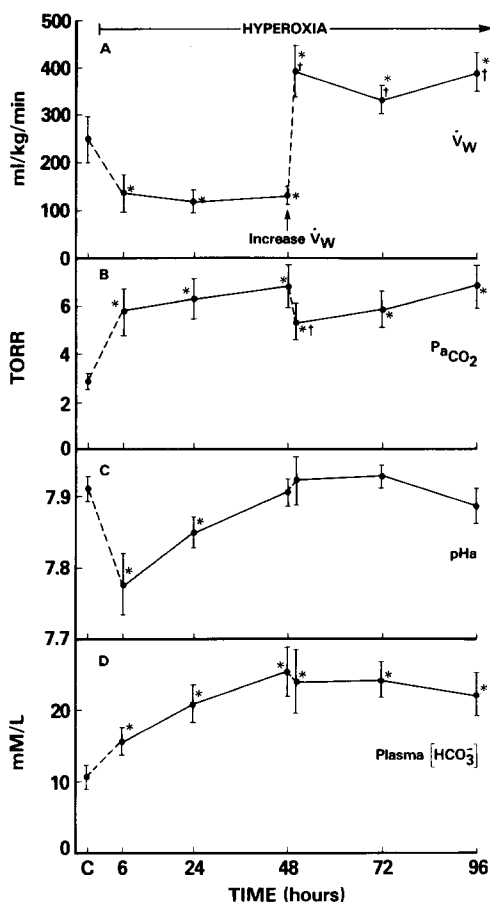 HYPEROXIA
A
500
400
300
200
100
0
ml/kg/min
* * * * *† *† *†
V̇W
Increase V̇W
B
6
4
2
0
TORR
* * * *† * *
PaCO2
C
7.9
7.8
7.7
* *
pHa
D
20
10
0
mM/L
* * * * * *
Plasma [HCO3-]
C 6 24 48 72 96
TIME (hours)